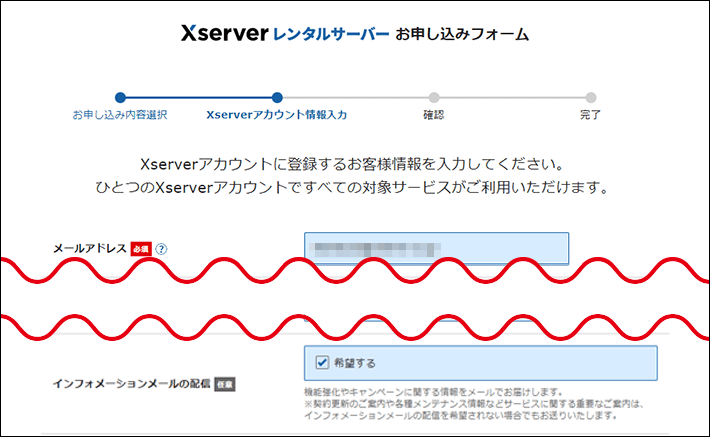 Xserver レンタルサーバー お申し込みフォーム
お申し込み内容選択 Xserverアカウント情報入力 確認 完了
Xserverアカウントに登録するお客様情報を入力してください。
ひとつのXserverアカウントですべての対象サービスがご利用いただけます。
メールアドレス 必須 ?
希望する
インフォメーションメールの配信 任意
機能強化やキャンペーンに関する情報をメールでお届けします。
※契約更新のご案内や各種メンテナンス情報などサービスに関する重要なご案内は、
インフォメーションメールの配信を希望されない場合でもお送りいたします。